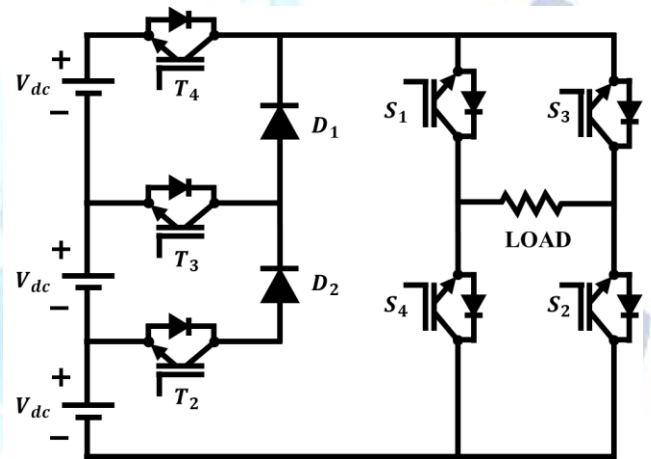 +
V_dc
−
T_4
D_1
S_1
S_3
T_3
LOAD
+
V_dc
−
D_2
S_4
S_2
T_2
+
V_dc
−